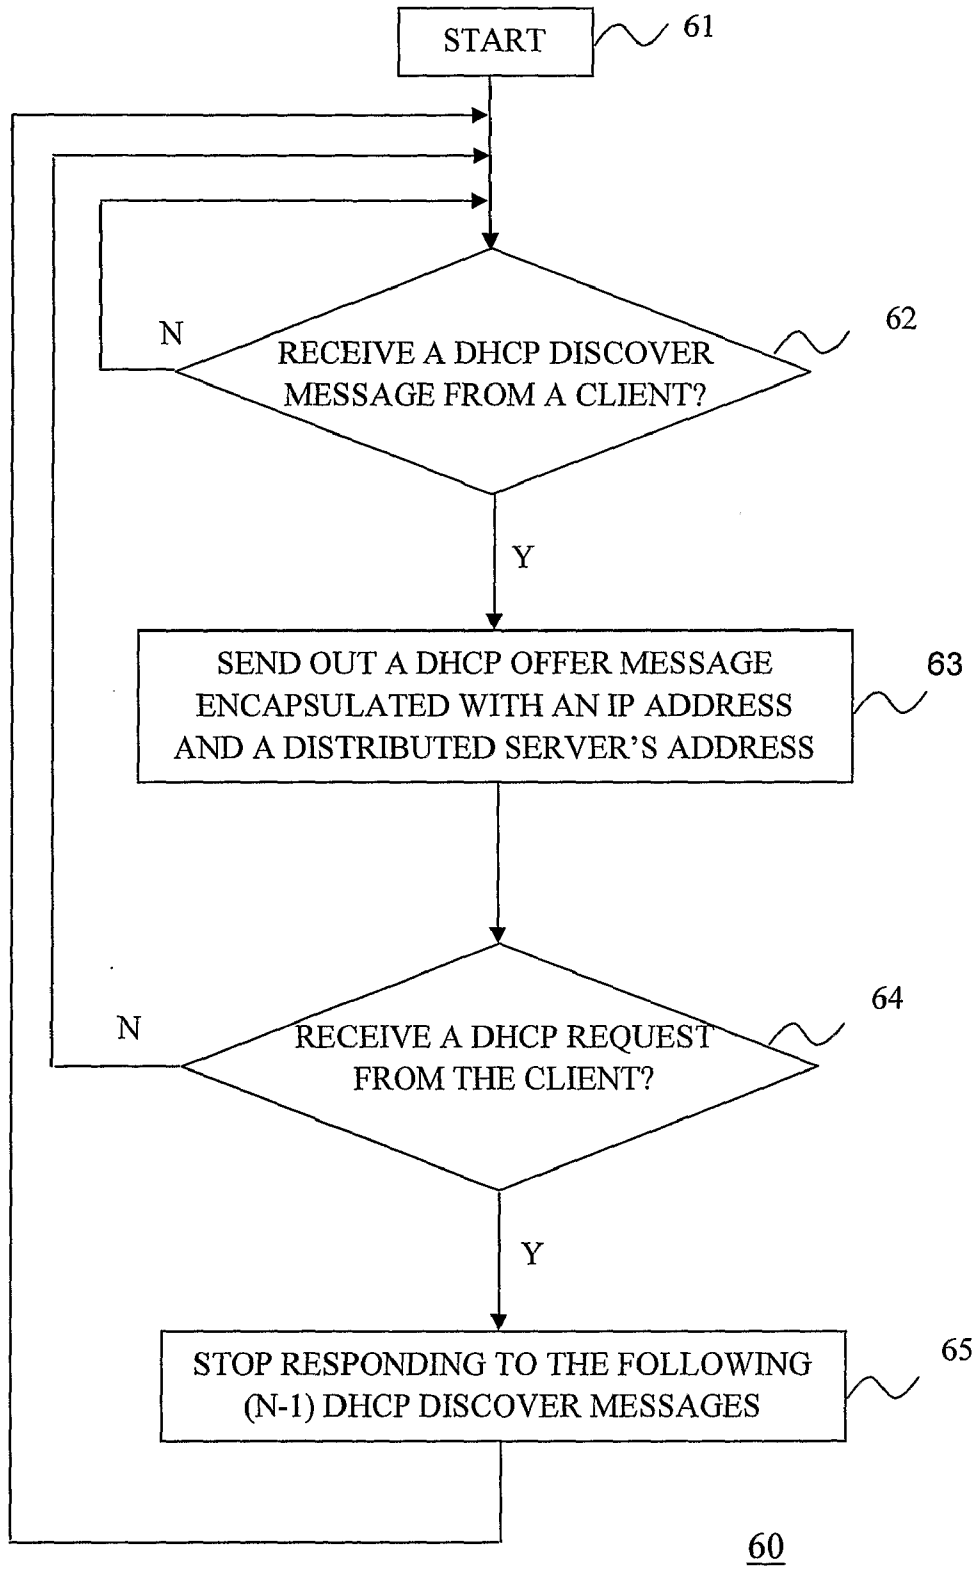 START
61
N
RECEIVE A DHCP DISCOVER
MESSAGE FROM A CLIENT?
62
Y
SEND OUT A DHCP OFFER MESSAGE
ENCAPSULATED WITH AN IP ADDRESS
AND A DISTRIBUTED SERVER'S ADDRESS
63
N
RECEIVE A DHCP REQUEST
FROM THE CLIENT?
64
Y
STOP RESPONDING TO THE FOLLOWING
(N-1) DHCP DISCOVER MESSAGES
65
60